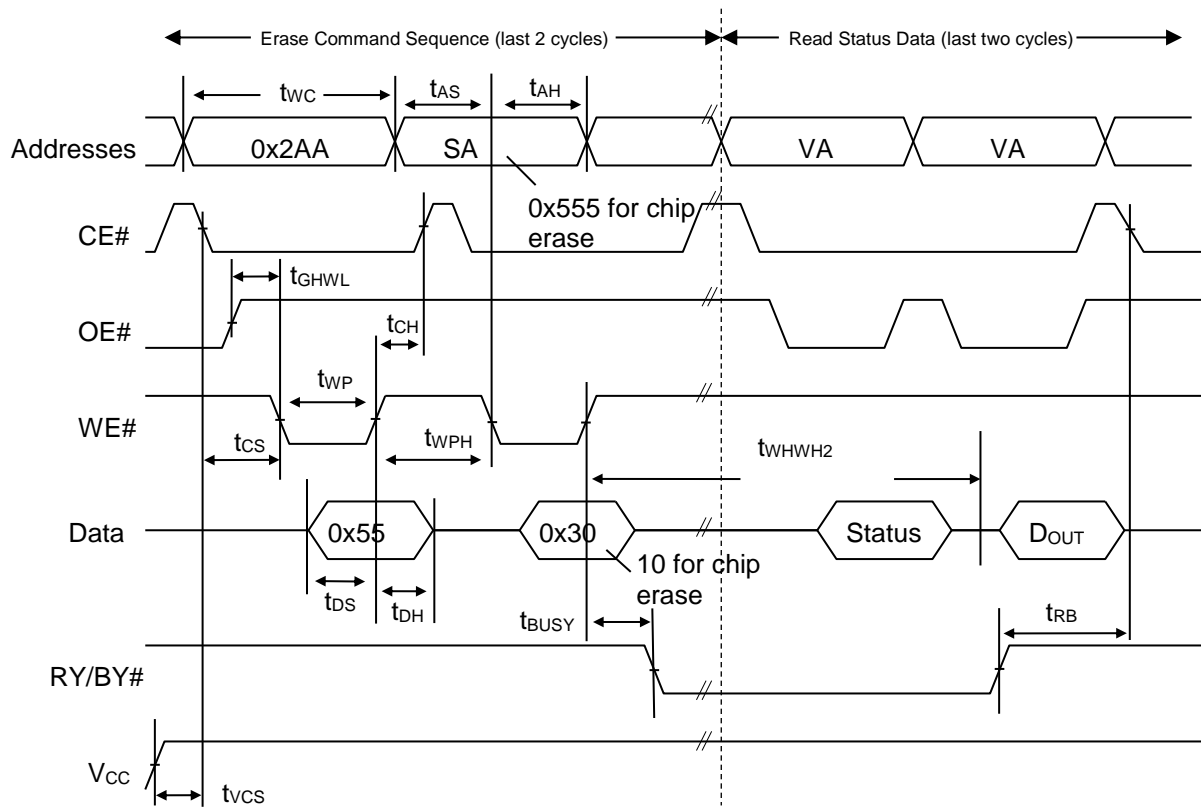 Erase Command Sequence (last 2 cycles)
Read Status Data (last two cycles)
tWC
tAS
tAH
Addresses
0x2AA
SA
VA
VA
0x555 for chip
erase
CE#
tGHWL
OE#
tCH
tWP
WE#
tCS
tWPH
tWHWH2
Data
0x55
0x30
Status
DOUT
10 for chip
erase
tDS
tDH
tBUSY
tRB
RY/BY#
VCC
tVCS